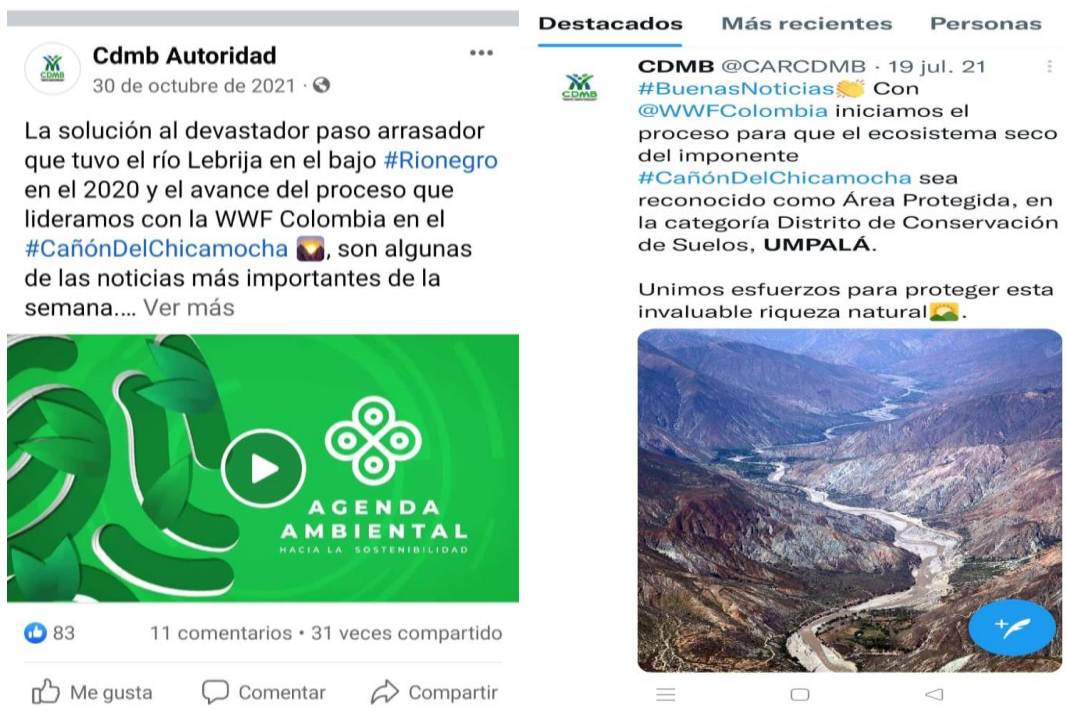 Cdmb Autoridad
30 de octubre de 2021 ·
La solución al devastador paso arrasador
que tuvo el río Lebrija en el bajo #Rionegro
en el 2020 y el avance del proceso que
lideramos con la WWF Colombia en el
#CañónDelChicamocha 🌄, son algunas
de las noticias más importantes de la
semana.... Ver más
AGENDA
AMBIENTAL
HACIA LA SOSTENIBILIDAD
83
11 comentarios • 31 veces compartido
Me gusta
Comentar
Compartir
Destacados
Más recientes
Personas
CDMB
CDMB @CARCDMB · 19 jul. 21
#BuenasNoticias👏 Con
@WWFColombia iniciamos el
proceso para que el ecosistema seco
del imponente
#CañónDelChicamocha sea
reconocido como Área Protegida, en
la categoría Distrito de Conservación
de Suelos, UMPALÁ.
Unimos esfuerzos para proteger esta
invaluable riqueza natural🌄.